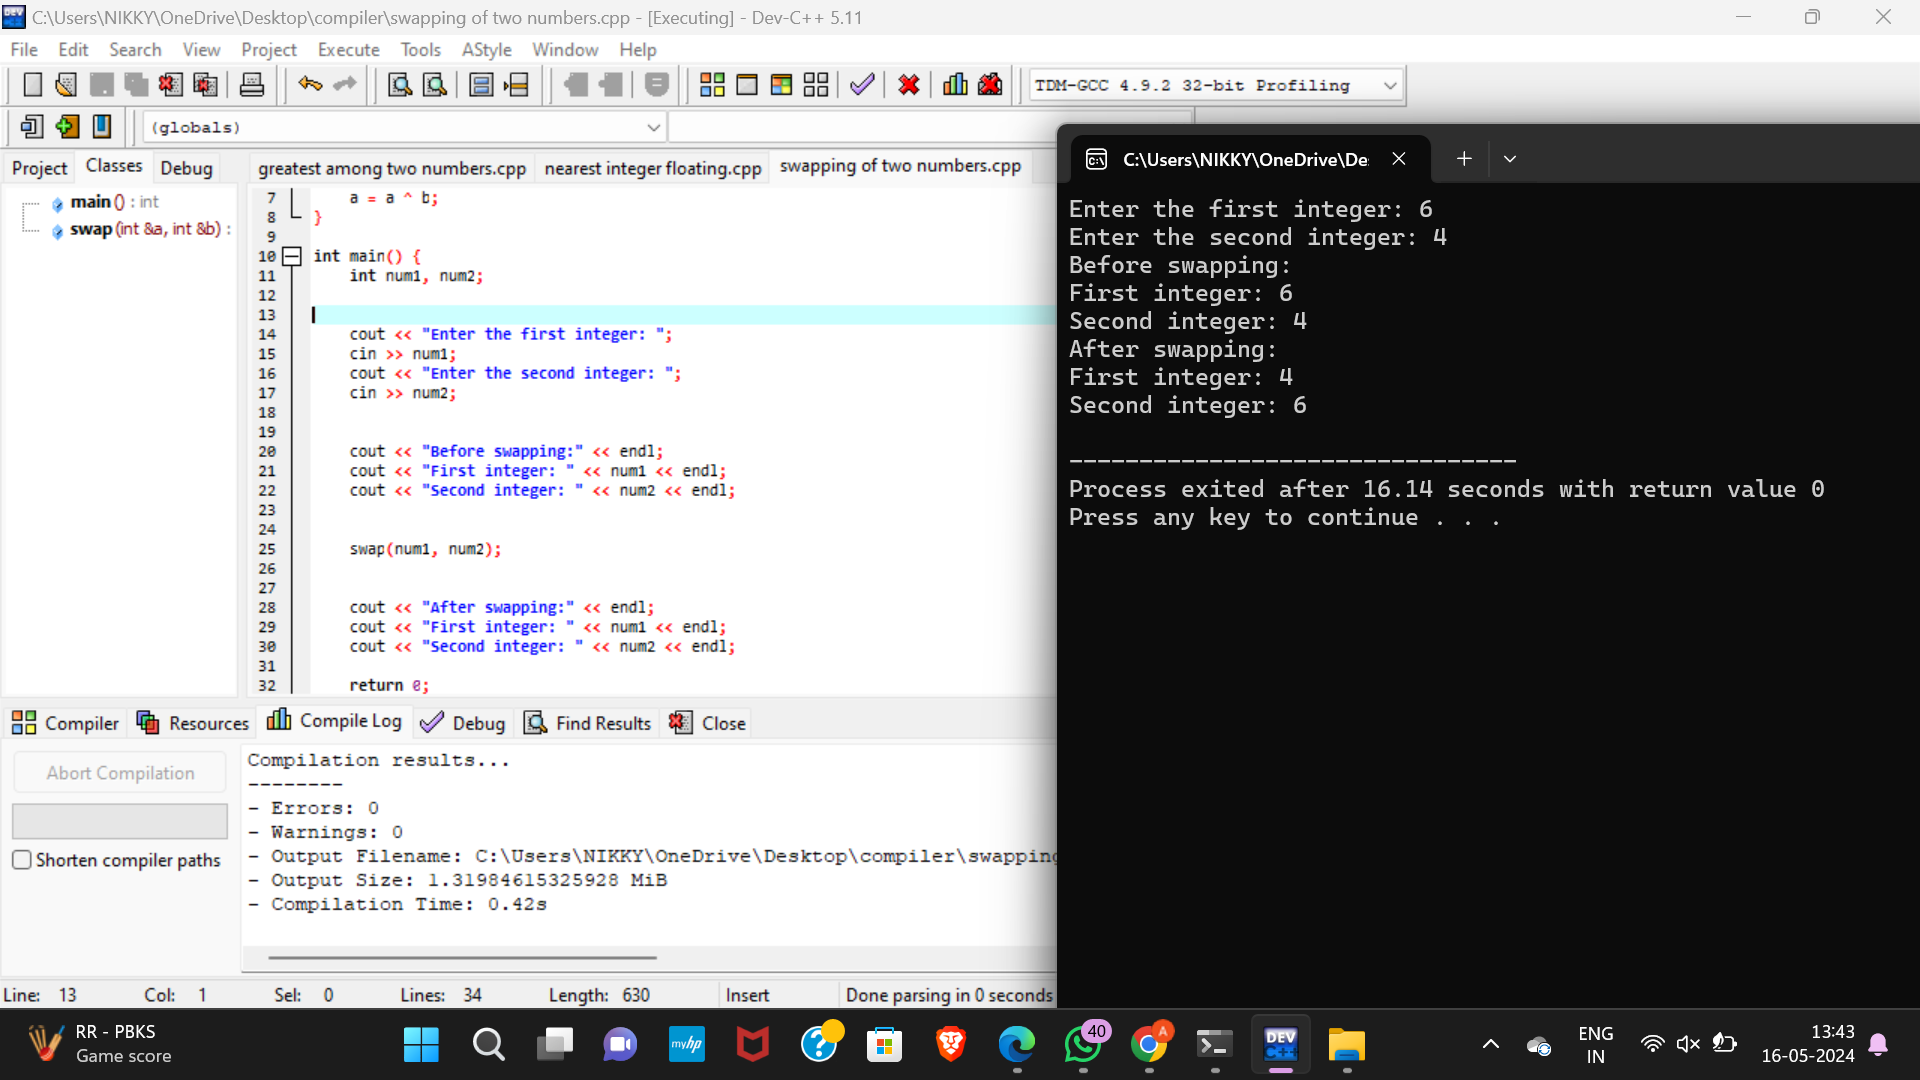 C:\Users\NIKKY\OneDrive\Desktop\compiler\swapping of two numbers.cpp - [Executing] - Dev-C++ 5.11
File Edit Search View Project Execute Tools AStyle Window Help
TDM-GCC 4.9.2 32-bit Profiling
(globals)
Project Classes Debug
main () : int
swap (int &a, int &b) :
greatest among two numbers.cpp nearest integer floating.cpp swapping of two numbers.cpp
7 a = a ^ b;
8 }
9
10 int main() {
11 int num1, num2;
12
13
14 cout << "Enter the first integer: ";
15 cin >> num1;
16 cout << "Enter the second integer: ";
17 cin >> num2;
18
19
20 cout << "Before swapping:" << endl;
21 cout << "First integer: " << num1 << endl;
22 cout << "Second integer: " << num2 << endl;
23
24
25 swap(num1, num2);
26
27
28 cout << "After swapping:" << endl;
29 cout << "First integer: " << num1 << endl;
30 cout << "Second integer: " << num2 << endl;
31
32 return 0;
C:\Users\NIKKY\OneDrive\De:
Enter the first integer: 6
Enter the second integer: 4
Before swapping:
First integer: 6
Second integer: 4
After swapping:
First integer: 4
Second integer: 6
--------------------------------
Process exited after 16.14 seconds with return value 0
Press any key to continue . . .
Compiler Resources Compile Log Debug Find Results Close
Abort Compilation
Shorten compiler paths
Compilation results...
--------
- Errors: 0
- Warnings: 0
- Output Filename: C:\Users\NIKKY\OneDrive\Desktop\compiler\swapping
- Output Size: 1.31984615325928 MiB
- Compilation Time: 0.42s
Line: 13 Col: 1 Sel: 0 Lines: 34 Length: 630 Insert Done parsing in 0 seconds
RR - PBKS
Game score
myhp
40
A
DEV
C++
ENG
IN
13:43
16-05-2024